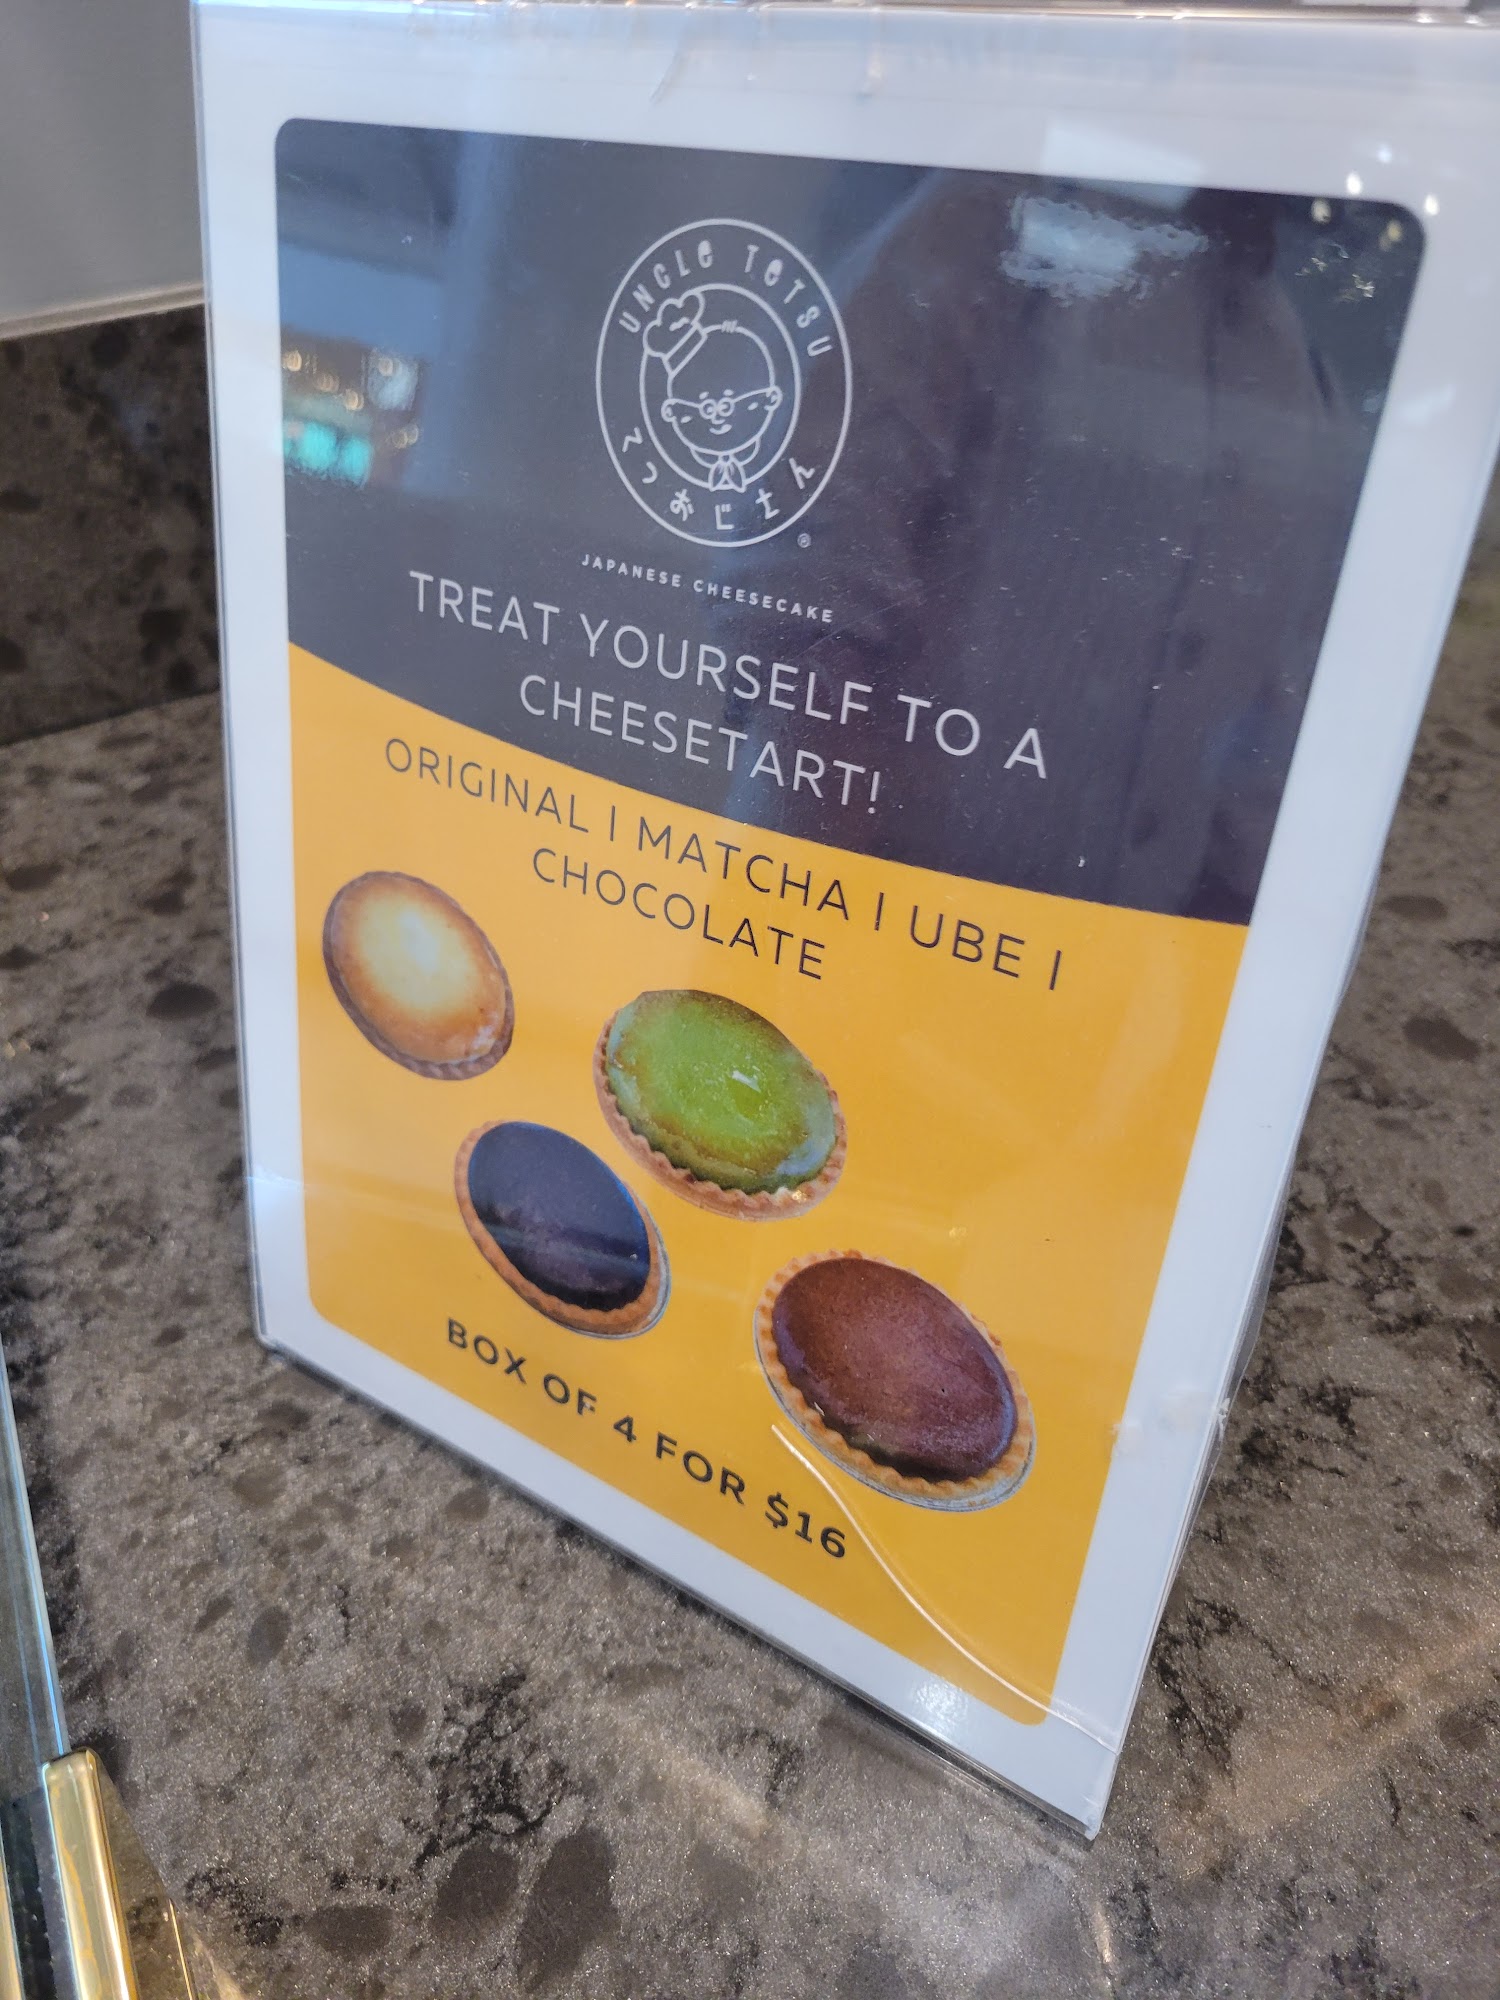 UNCLE TETSU
てつおじさん
®
JAPANESE CHEESECAKE
TREAT YOURSELF TO A
CHEESETART!
ORIGINAL | MATCHA | UBE |
CHOCOLATE
BOX OF 4 FOR $16